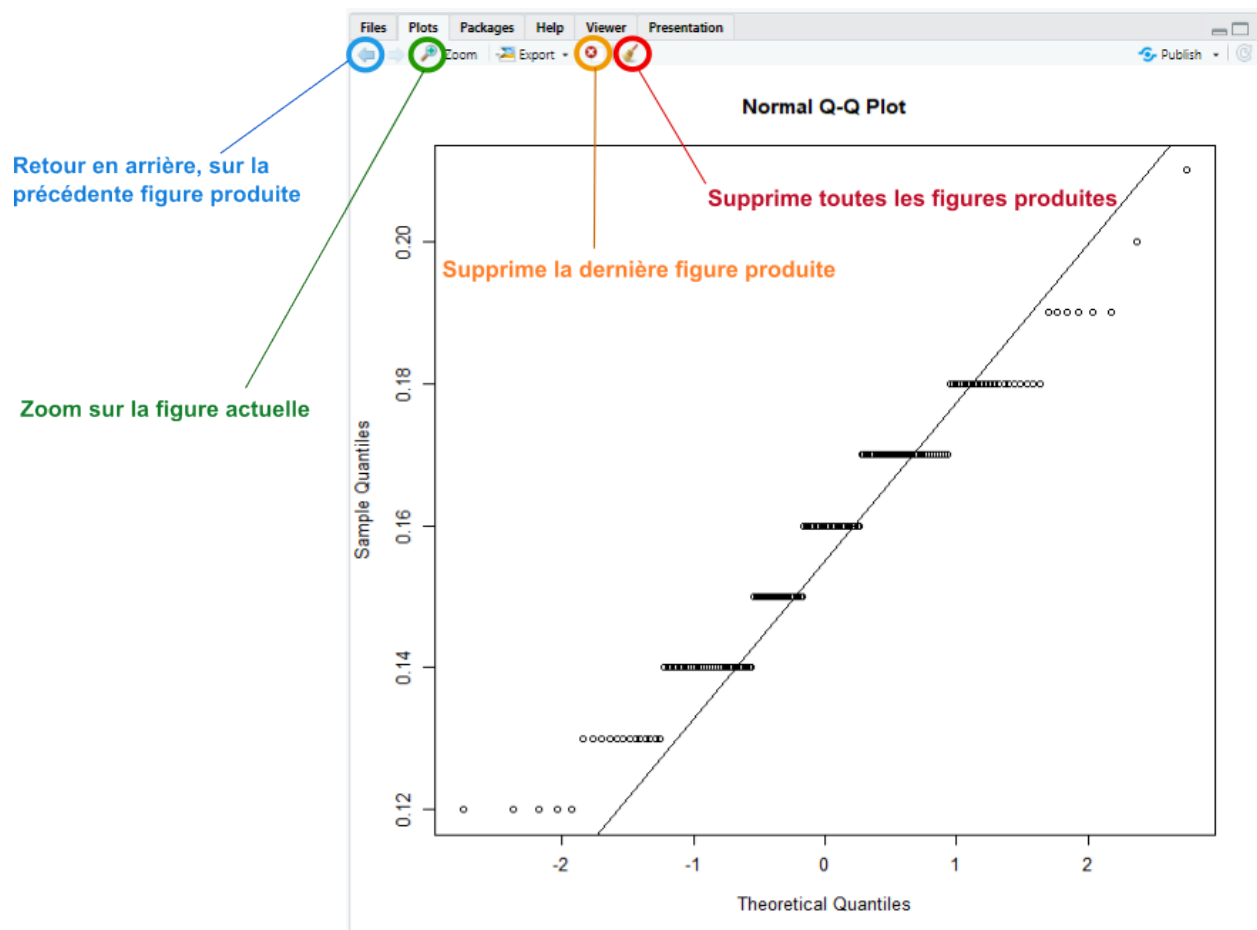 Files Plots Packages Help Viewer Presentation
Zoom Export Publish
Normal Q-Q Plot
Retour en arrière, sur la
précédente figure produite
Supprime toutes les figures produites
Supprime la dernière figure produite
Zoom sur la figure actuelle
Sample Quantiles
0.20
0.18
0.16
0.14
0.12
-2 -1 0 1 2
Theoretical Quantiles